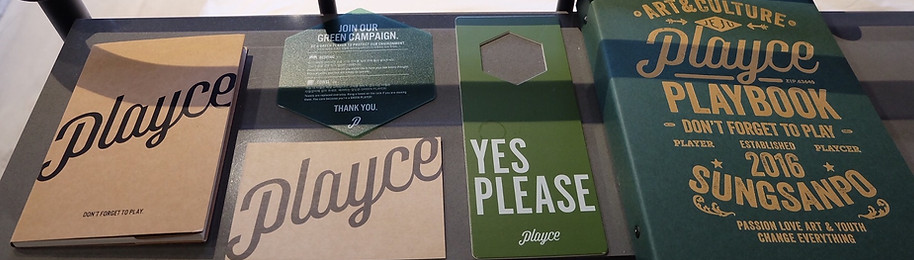 Playce
DON'T FORGET TO PLAY
JOIN OUR
GREEN CAMPAIGN.
THANK YOU.
Playce
YES
PLEASE
Playce
ART&CULTURE
JEJU
Playce
ZIP 63643
PLAYBOOK
DON'T FORGET TO PLAY
PLAYER ESTABLISHED PLAYCER
2016
SUNGSANPO
PASSION LOVE ART & YOUTH
CHANGE EVERYTHING